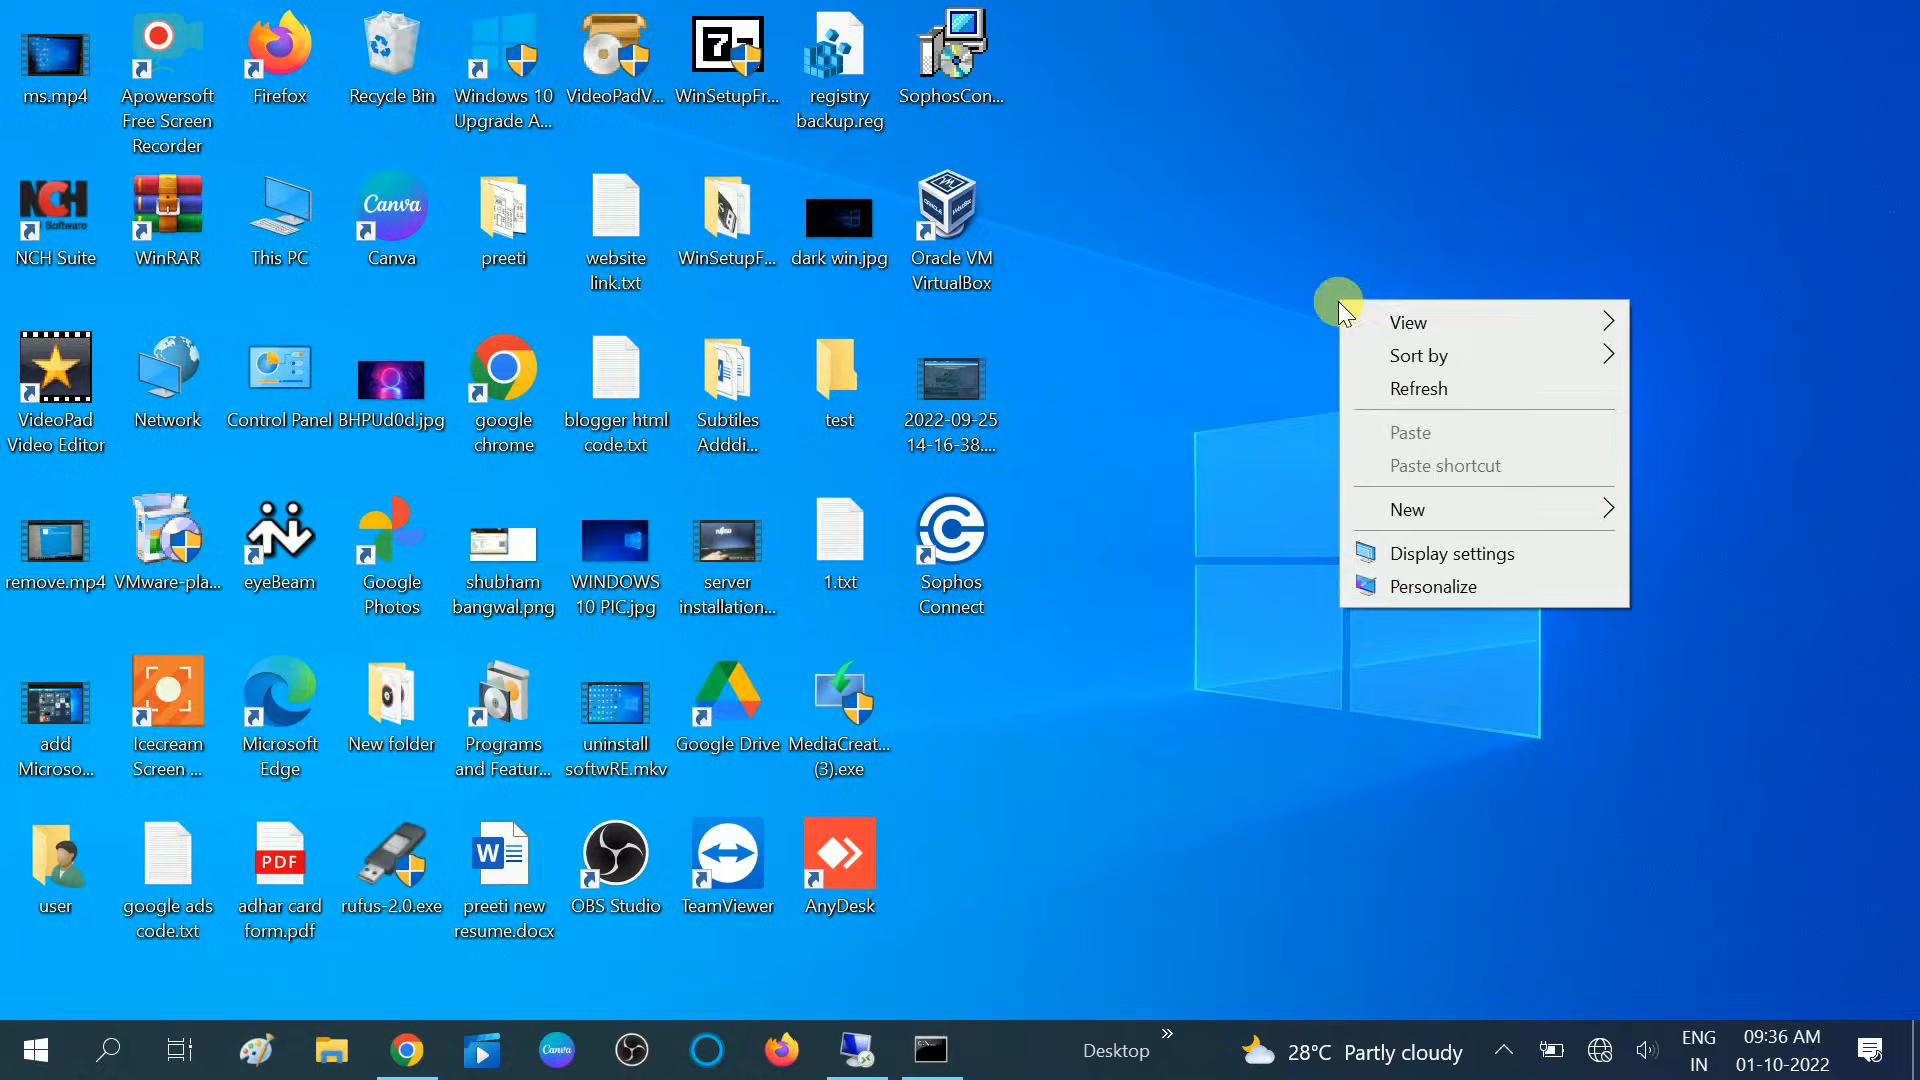 ms.mp4
Apowersoft
Free Screen
Recorder
Firefox
Recycle Bin
Windows 10
Upgrade A...
VideoPadV...
WinSetupFr...
registry
backup.reg
SophosCon...
NCH Software
NCH Suite
WinRAR
This PC
Canva
Canva
preeti
website
link.txt
WinSetupF...
dark win.jpg
Oracle VM
VirtualBox
VideoPad
Video Editor
Network
Control Panel
BHPUd0d.jpg
google
chrome
blogger html
code.txt
Subtiles
Adddi...
test
2022-09-25
14-16-38....
remove.mp4
VMware-pla...
eyeBeam
Google
Photos
shubham
bangwal.png
WINDOWS
10 PIC.jpg
server
installation...
1.txt
Sophos
Connect
add
Microso...
Icecream
Screen ...
Microsoft
Edge
New folder
Programs
and Featur...
uninstall
softwRE.mkv
Google Drive
MediaCreat...
(3).exe
user
google ads
code.txt
PDF
adhar card
form.pdf
rufus-2.0.exe
W
preeti new
resume.docx
OBS Studio
TeamViewer
AnyDesk
View
Sort by
Refresh
Paste
Paste shortcut
New
Display settings
Personalize
Canva
Desktop
28°C Partly cloudy
ENG
IN
09:36 AM
01-10-2022